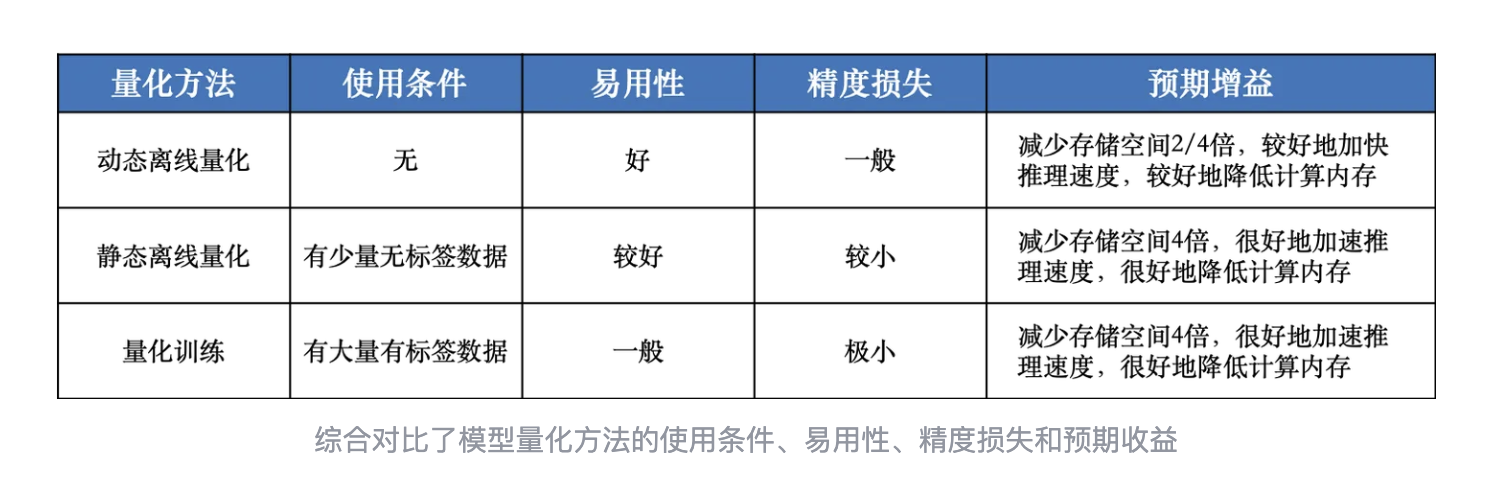 量化方法 使用条件 易用性 精度损失 预期增益
动态离线量化 无 好 一般 减少存储空间2/4倍，较好地加快
推理速度，较好地降低计算内存
静态离线量化 有少量无标签数据 较好 较小 减少存储空间4倍，很好地加速推
理速度，很好地降低计算内存
量化训练 有大量有标签数据 一般 极小 减少存储空间4倍，很好地加速推
理速度，很好地降低计算内存
综合对比了模型量化方法的使用条件、易用性、精度损失和预期收益